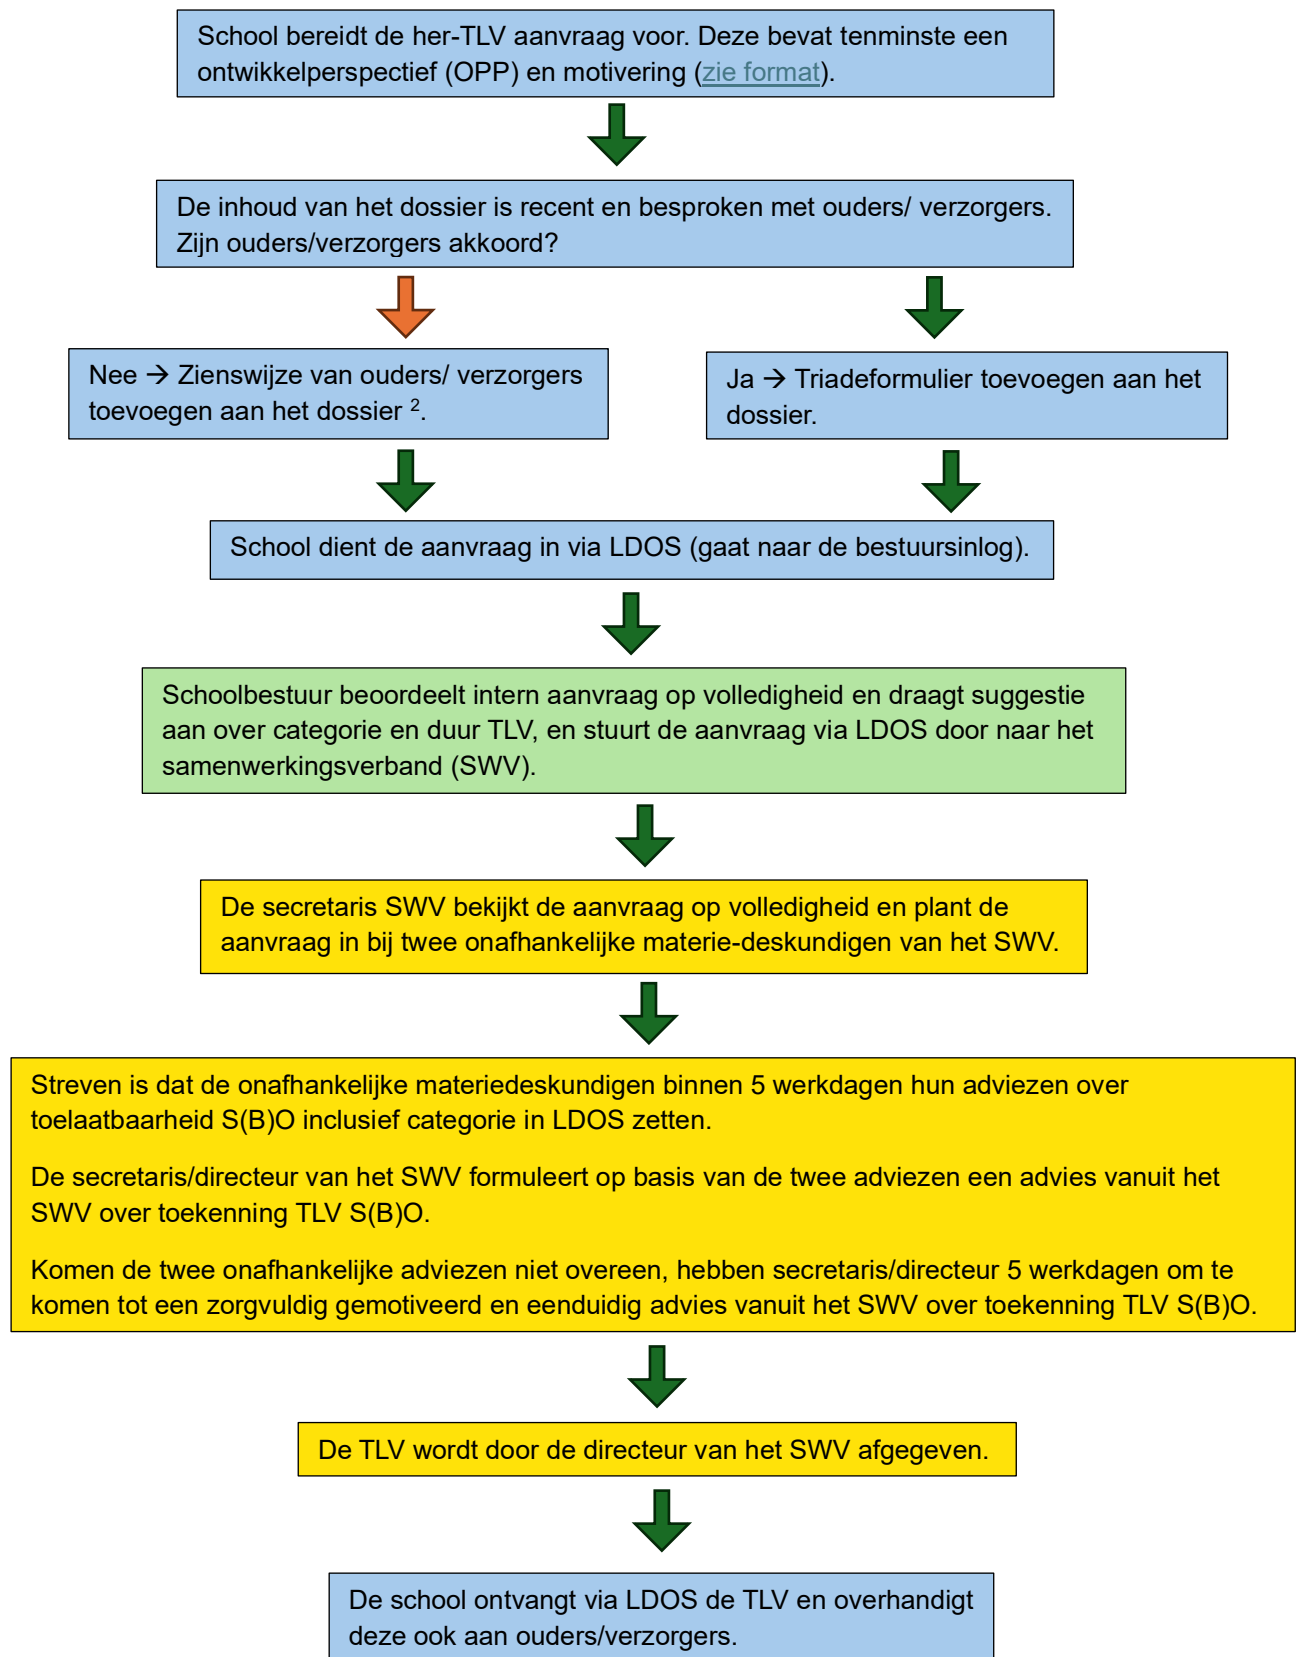 School bereidt de her-TLV aanvraag voor. Deze bevat tenminste een
ontwikkelperspectief (OPP) en motivering (zie format).
De inhoud van het dossier is recent en besproken met ouders/ verzorgers.
Zijn ouders/verzorgers akkoord?
Nee → Zienswijze van ouders/ verzorgers
toevoegen aan het dossier ².
Ja → Triadeformulier toevoegen aan het
dossier.
School dient de aanvraag in via LDOS (gaat naar de bestuursinlog).
Schoolbestuur beoordeelt intern aanvraag op volledigheid en draagt suggestie
aan over categorie en duur TLV, en stuurt de aanvraag via LDOS door naar het
samenwerkingsverband (SWV).
De secretaris SWV bekijkt de aanvraag op volledigheid en plant de
aanvraag in bij twee onafhankelijke materie-deskundigen van het SWV.
Streven is dat de onafhankelijke materiedeskundigen binnen 5 werkdagen hun adviezen over
toelaatbaarheid S(B)O inclusief categorie in LDOS zetten.
De secretaris/directeur van het SWV formuleert op basis van de twee adviezen een advies vanuit het
SWV over toekenning TLV S(B)O.
Komen de twee onafhankelijke adviezen niet overeen, hebben secretaris/directeur 5 werkdagen om te
komen tot een zorgvuldig gemotiveerd en eenduidig advies vanuit het SWV over toekenning TLV S(B)O.
De TLV wordt door de directeur van het SWV afgegeven.
De school ontvangt via LDOS de TLV en overhandigt
deze ook aan ouders/verzorgers.